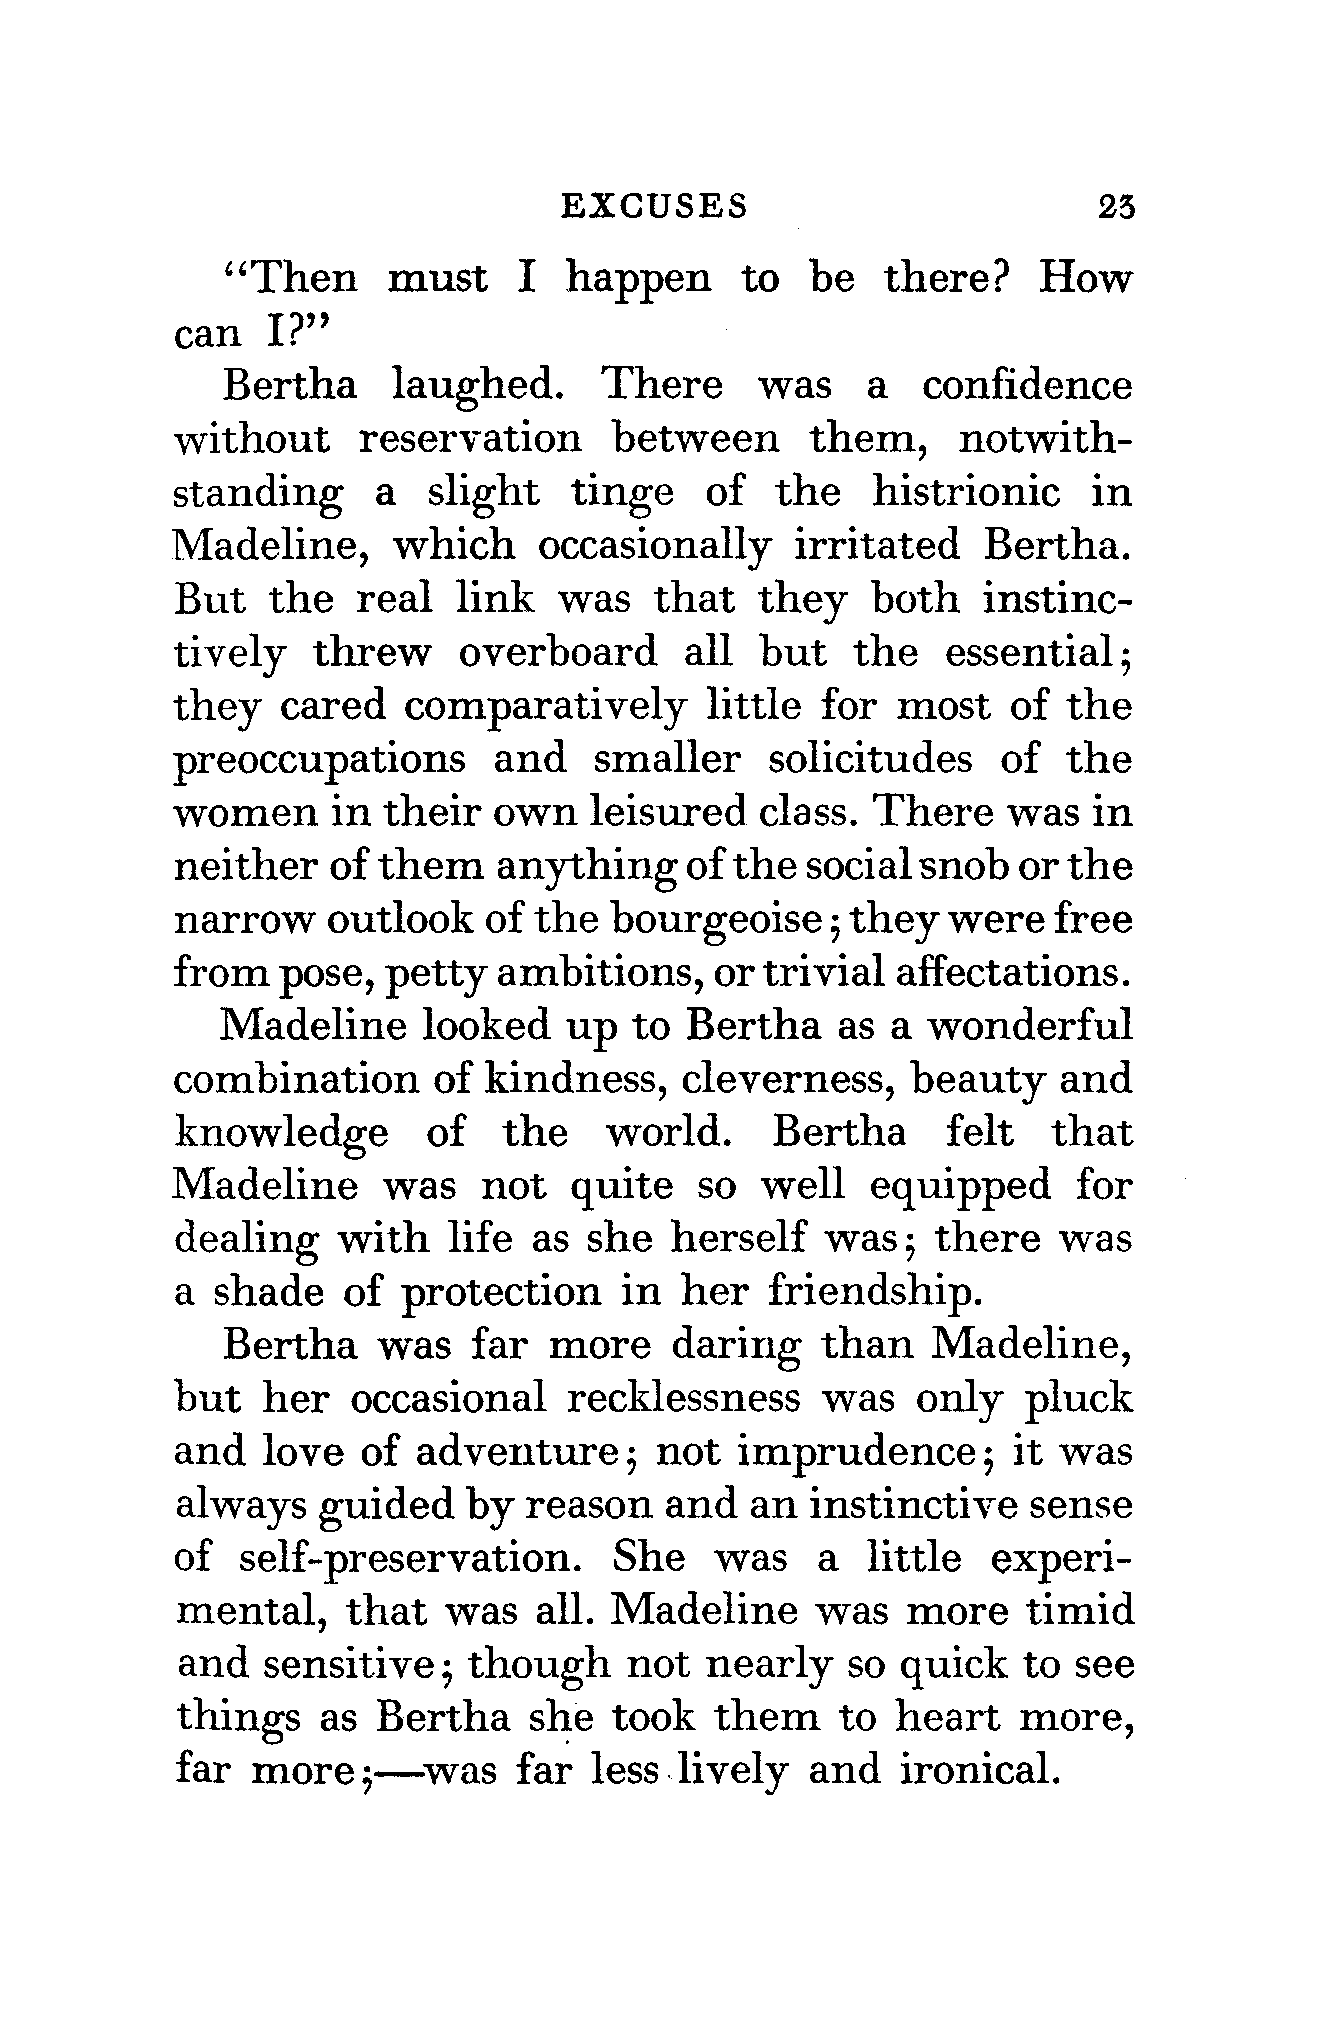 EXCUSES 23
“Then must I happen to be there? How
can I?”
Bertha laughed. There was a confidence
without reservation between them, notwith-
standing a slight tinge of the histrionic in
Madeline, which occasionally irritated Bertha.
But the real link was that they both instinc-
tively threw overboard all but the essential;
they cared comparatively little for most of the
preoccupations and smaller solicitudes of the
women in their own leisured class. There was in
neither of them anything of the social snob or the
narrow outlook of the bourgeoise; they were free
from pose, petty ambitions, or trivial affectations.
Madeline looked up to Bertha as a wonderful
combination of kindness, cleverness, beauty and
knowledge of the world. Bertha felt that
Madeline was not quite so well equipped for
dealing with life as she herself was; there was
a shade of protection in her friendship.
Bertha was far more daring than Madeline,
but her occasional recklessness was only pluck
and love of adventure; not imprudence; it was
always guided by reason and an instinctive sense
of self-preservation. She was a little experi-
mental, that was all. Madeline was more timid
and sensitive; though not nearly so quick to see
things as Bertha she took them to heart more,
far more;—was far less lively and ironical.